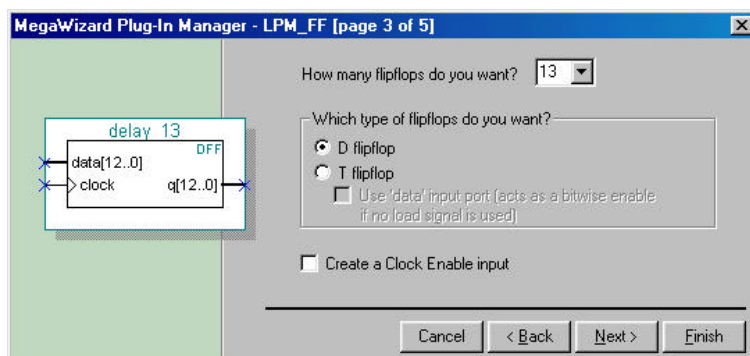 MegaWizard Plug-In Manager - LPM_FF [page 3 of 5]
How many flipflops do you want? 13
Which type of flipflops do you want?
delay 13
DFF
data[12..0]
clock
q[12..0]
D flipflop
T flipflop
Use 'data' input port (acts as a bitwise enable
if no load signal is used)
Create a Clock Enable input
Cancel
< Back
Next >
Finish